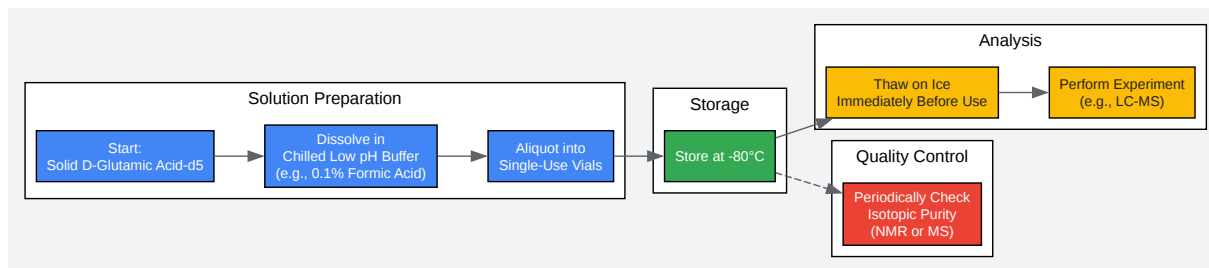 Solution Preparation
Start:
Solid D-Glutamic Acid-d5
Dissolve in
Chilled Low pH Buffer
(e.g., 0.1% Formic Acid)
Aliquot into
Single-Use Vials
Storage
Store at -80°C
Analysis
Thaw on Ice
Immediately Before Use
Perform Experiment
(e.g., LC-MS)
Quality Control
Periodically Check
Isotopic Purity
(NMR or MS)